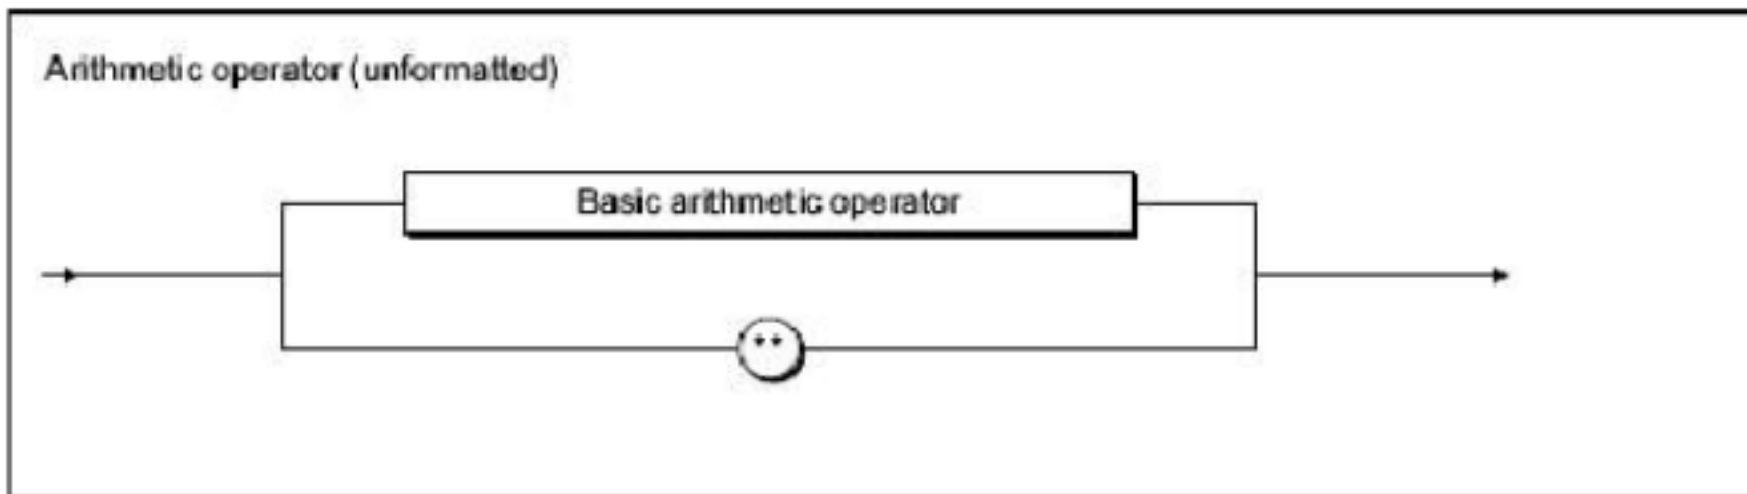 Arithmetic operator (unformatted)
Basic arithmetic operator
**